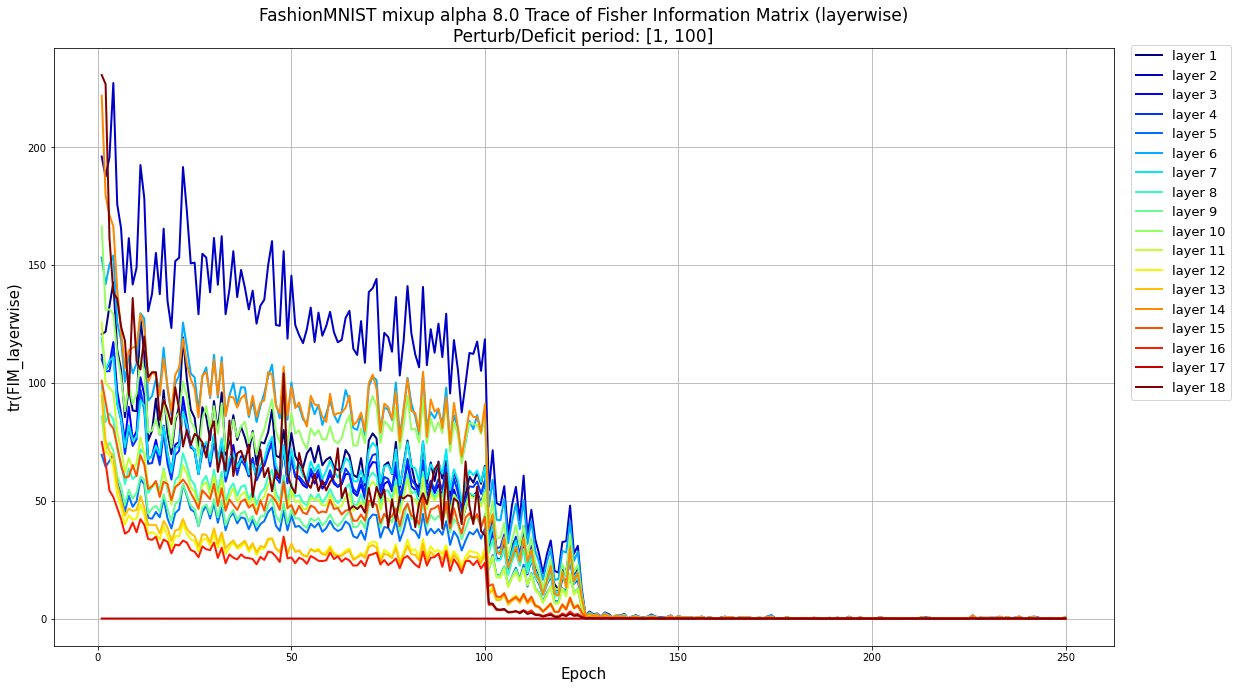 FashionMNIST mixup alpha 8.0 Trace of Fisher Information Matrix (layerwise)
Perturb/Deficit period: [1, 100]
tr(FIM_layerwise)
200
150
100
50
0
0
50
100
150
200
250
Epoch
layer 1
layer 2
layer 3
layer 4
layer 5
layer 6
layer 7
layer 8
layer 9
layer 10
layer 11
layer 12
layer 13
layer 14
layer 15
layer 16
layer 17
layer 18